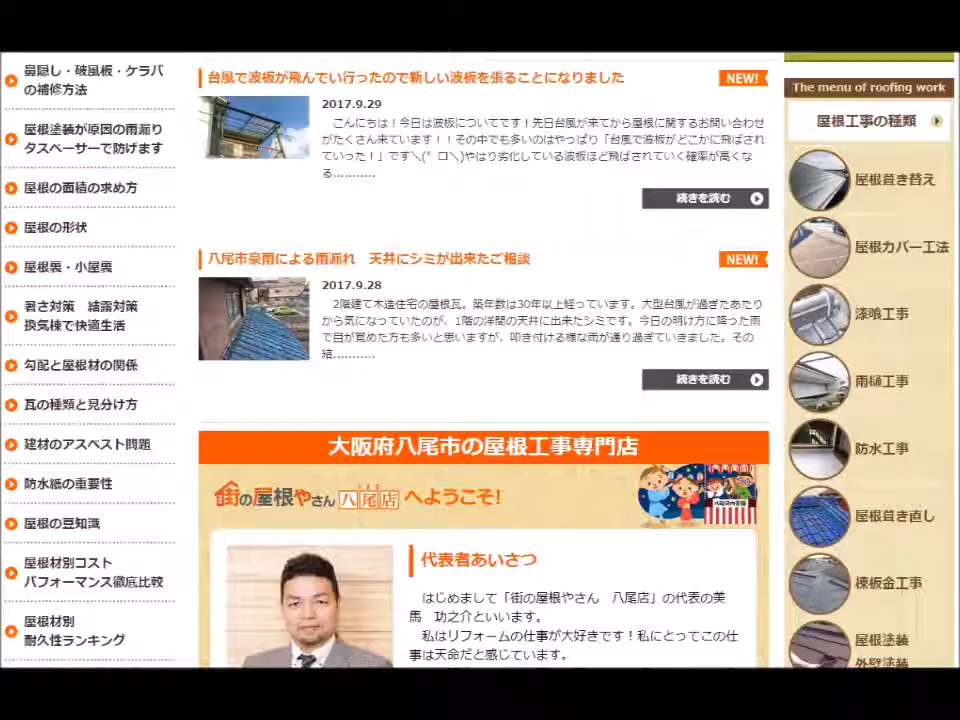 鼻隠し・破風板・ケラバ
の補修方法
屋根塗装が原因の雨漏り
タスペーサーで防げます
屋根の面積の求め方
屋根の形状
屋根裏・小屋裏
暑さ対策　結露対策
換気棟で快適生活
勾配と屋根材の関係
瓦の種類と見分け方
建材のアスベスト問題
防水紙の重要性
屋根の豆知識
屋根材別コスト
パフォーマンス徹底比較
屋根材別
耐久性ランキング
台風で波板が飛んでい行ったので新しい波板を張ることになりました
NEW!
2017.9.29
こんにちは！今日は波板についてです！先日台風が来てから屋根に関するお問い合わせ
がたくさん来ています！！その中でも多いのはやっぱり「台風で波板がどこかに飛ばされ
ていった！」です＼(゜ロ＼)やはり劣化している波板ほど飛ばされていく確率が高くな
る...........
続きを読む
八尾市豪雨による雨漏れ　天井にシミが出来たご相談
NEW!
2017.9.28
2階建て木造住宅の屋根瓦。築年数は30年以上経っています。大型台風が過ぎたあたり
から気になっていたのが、1階の洋間の天井に出来たシミです。今日の明け方に降った雨
で目が覚めた方も多いと思いますが、叩き付ける様な雨が通り過ぎていきました。その
結...........
続きを読む
大阪府八尾市の屋根工事専門店
街の屋根やさん 八尾店 へようこそ!
代表者あいさつ
はじめまして「街の屋根やさん　八尾店」の代表の美
馬　功之介といいます。
私はリフォームの仕事が大好きです！私にとってこの仕
事は天命だと感じています。
The menu of roofing work
屋根工事の種類
屋根葺き替え
屋根カバー工法
漆喰工事
雨樋工事
防水工事
屋根葺き直し
棟板金工事
屋根塗装
外壁塗装